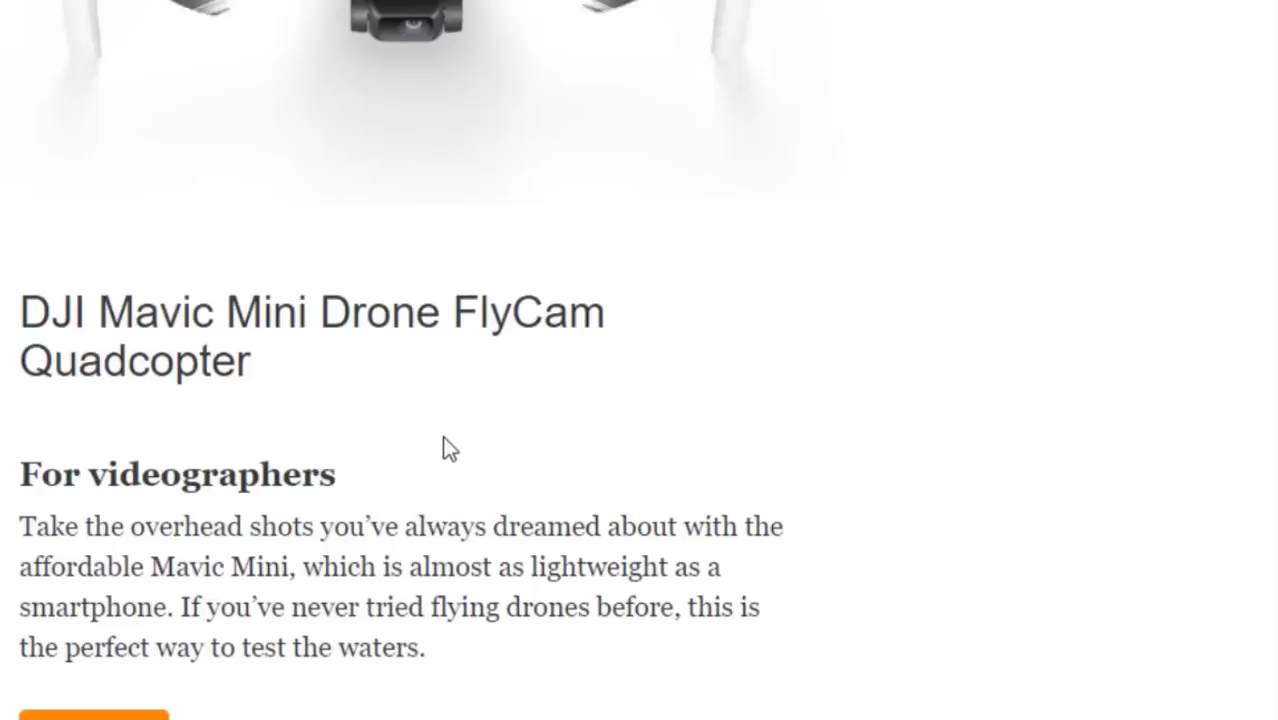 DJI Mavic Mini Drone FlyCam
Quadcopter
For videographers
Take the overhead shots you’ve always dreamed about with the
affordable Mavic Mini, which is almost as lightweight as a
smartphone. If you’ve never tried flying drones before, this is
the perfect way to test the waters.